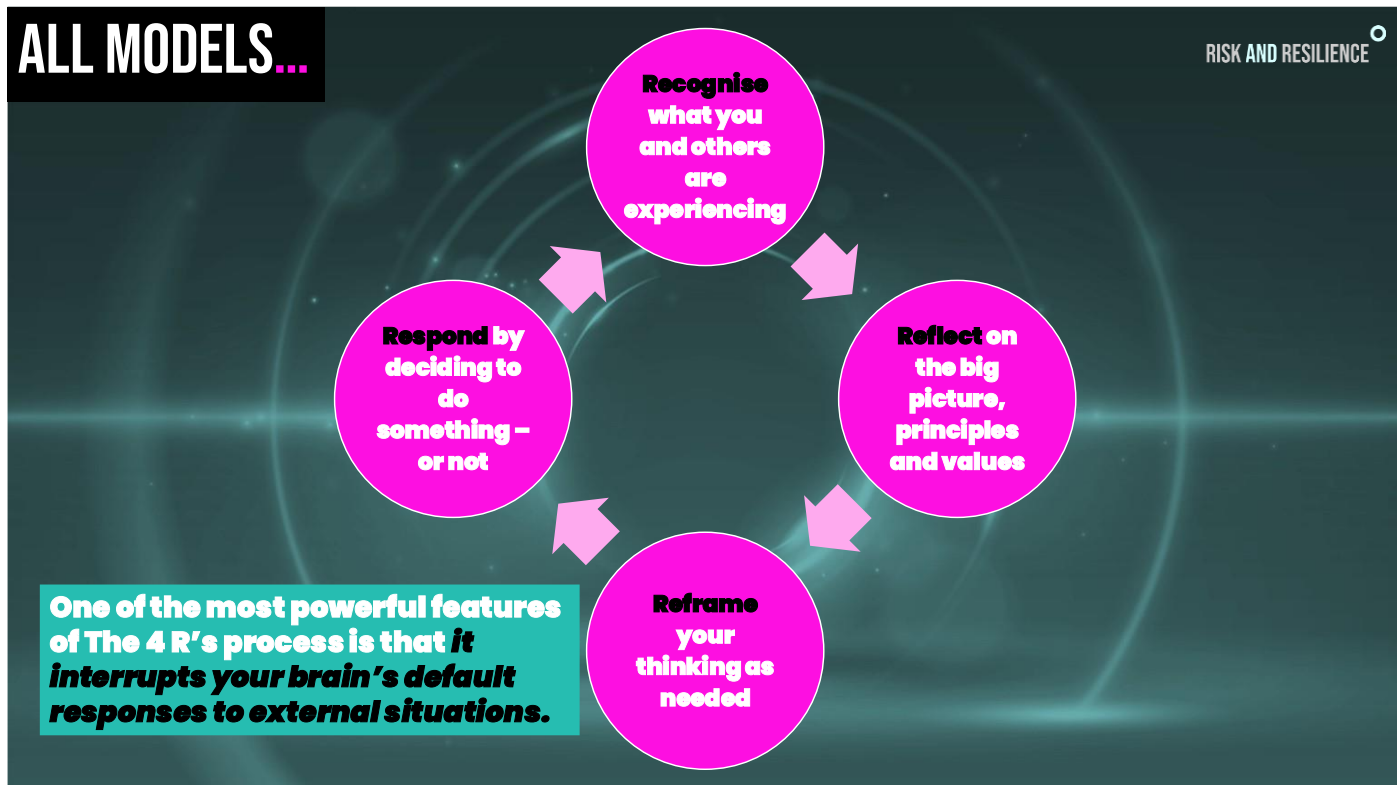 ALL MODELS...
RISK AND RESILIENCE
Recognise
what you
and others
are
experiencing
Respond by
deciding to
do
something –
or not
Reflect on
the big
picture,
principles
and values
Reframe
your
thinking as
needed
One of the most powerful features
of The 4 R’s process is that it
interrupts your brain’s default
responses to external situations.